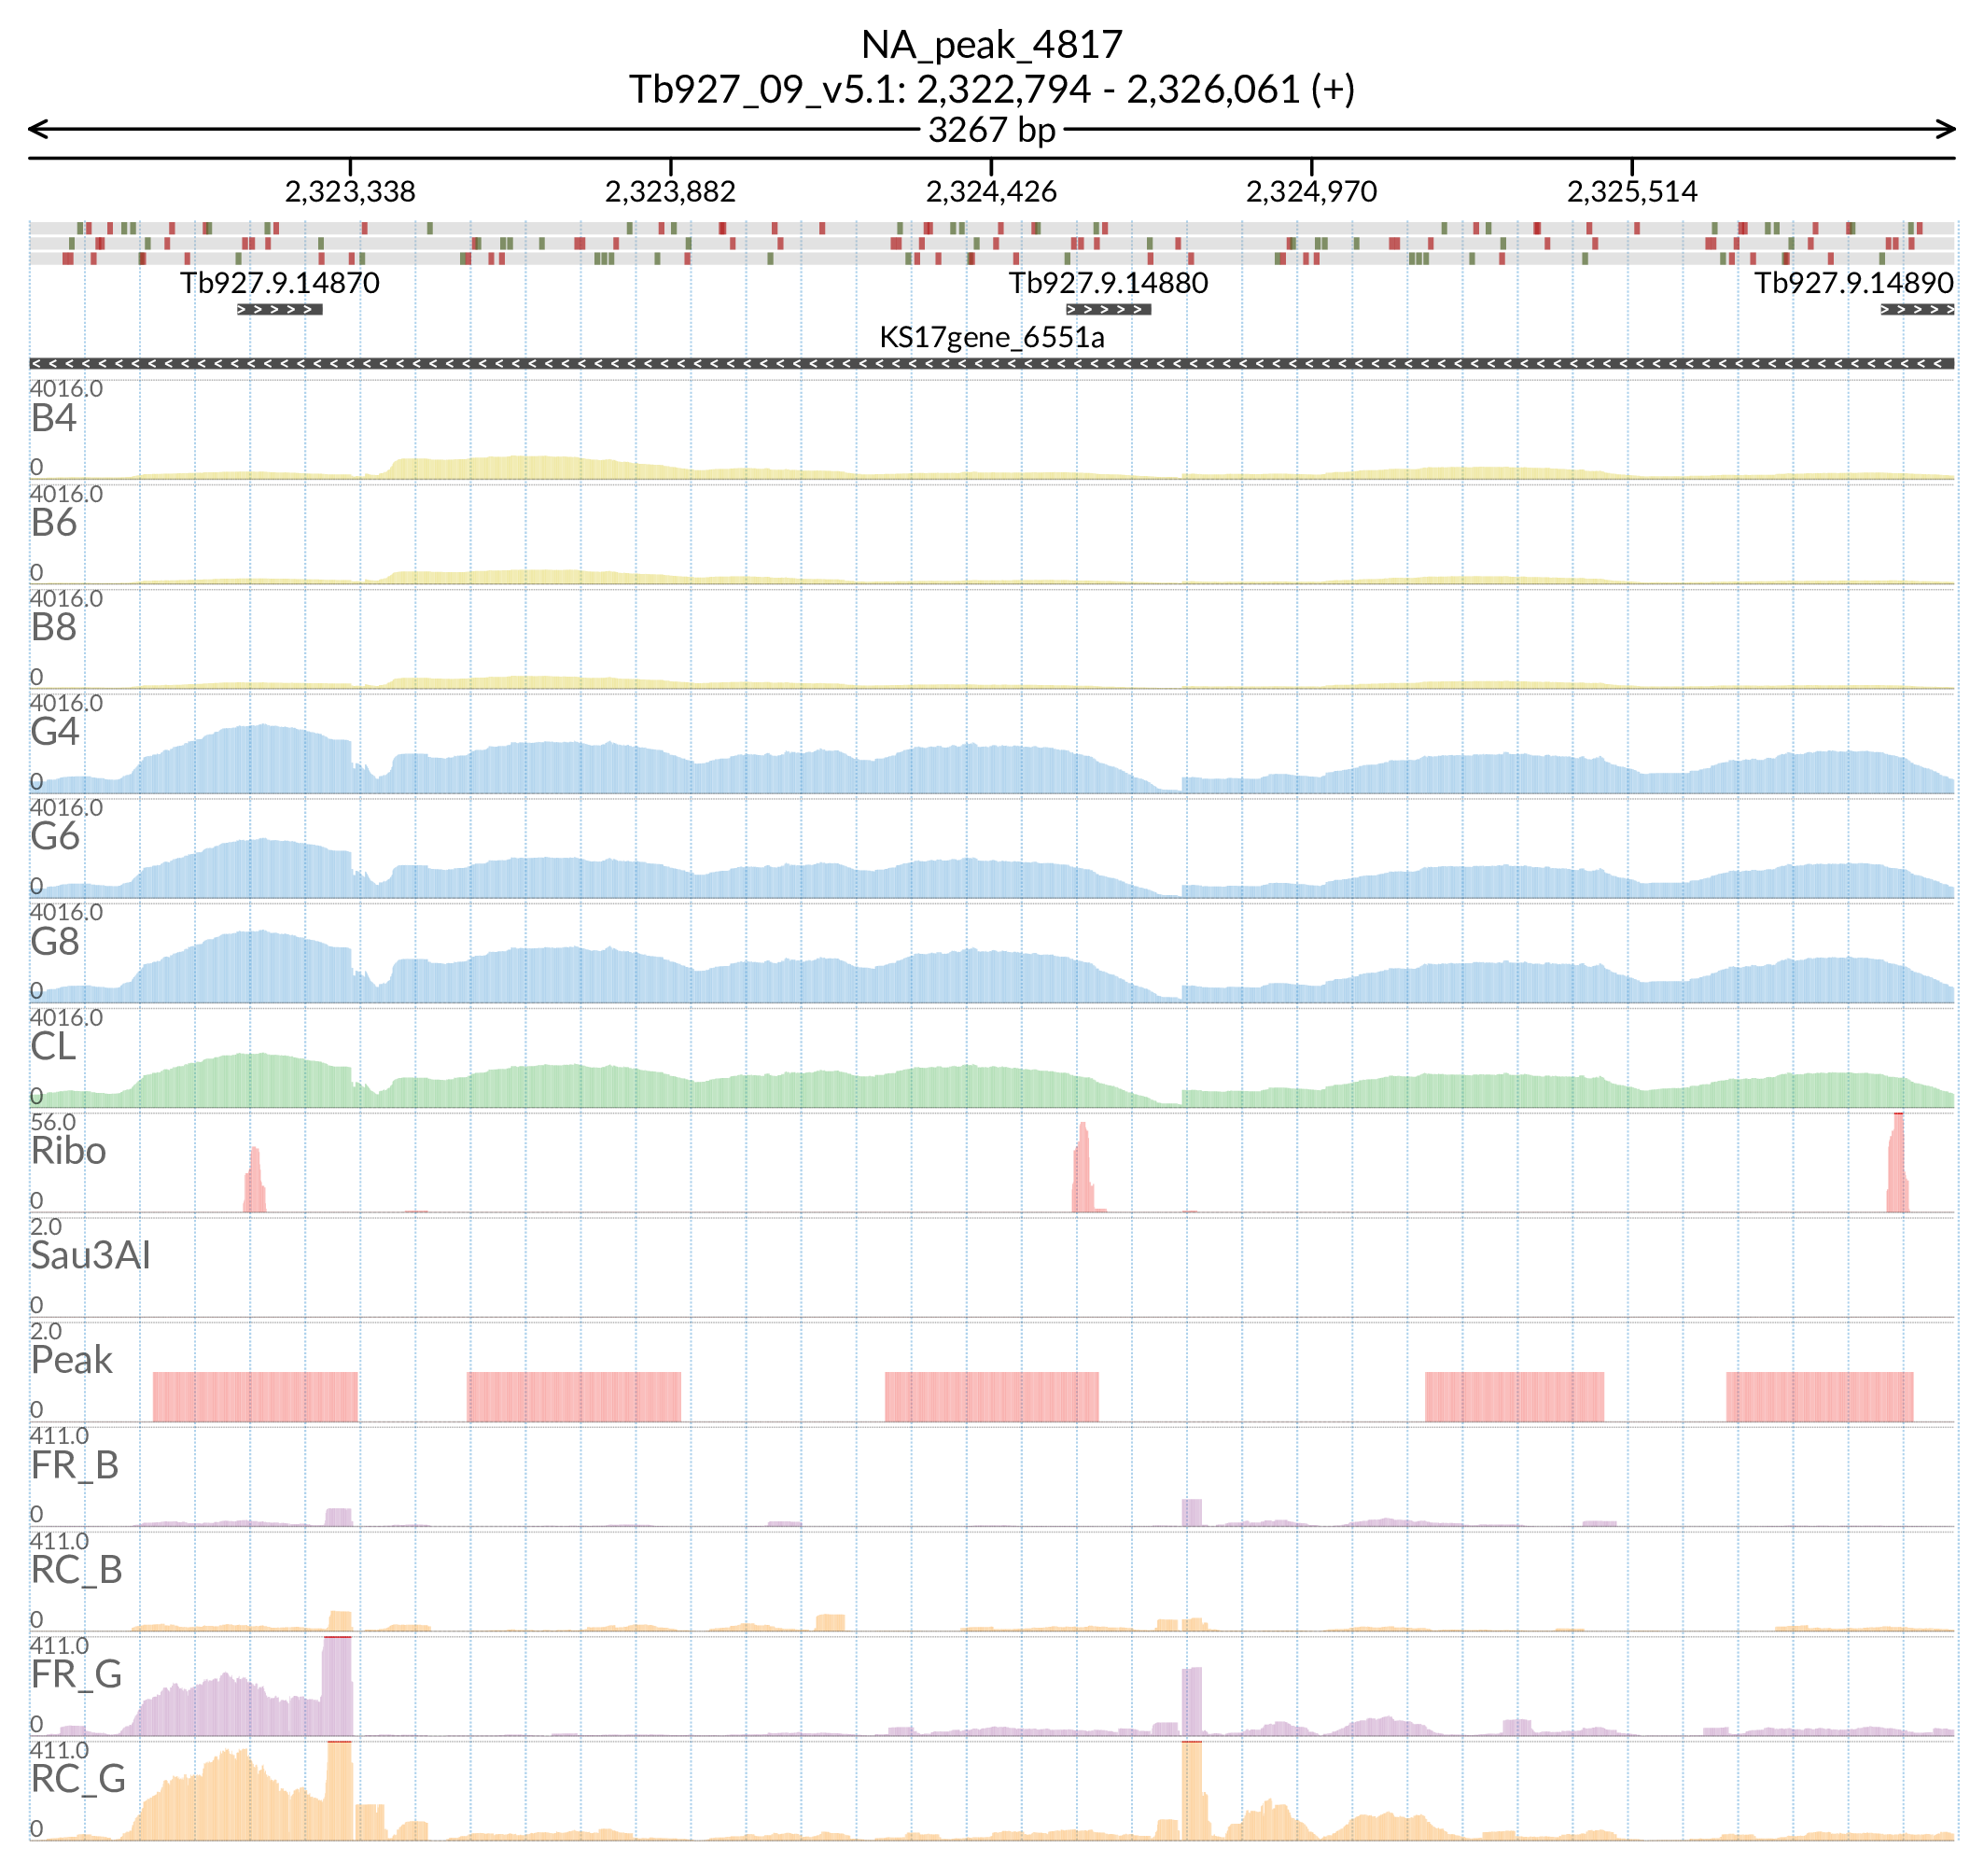 NA_peak_4817
Tb927_09_v5.1: 2,322,794 - 2,326,061 (+)
3267 bp
2,323,338 2,323,882 2,324,426 2,324,970 2,325,514
Tb927.9.14870 Tb927.9.14880 Tb927.9.14890
KS17gene_6551a
4016.0
B4
0
4016.0
B6
0
4016.0
B8
0
4016.0
G4
0
4016.0
G6
0
4016.0
G8
0
4016.0
CL
0
56.0
Ribo
0
2.0
Sau3AI
0
2.0
Peak
0
411.0
FR_B
0
411.0
RC_B
0
411.0
FR_G
0
411.0
RC_G
0